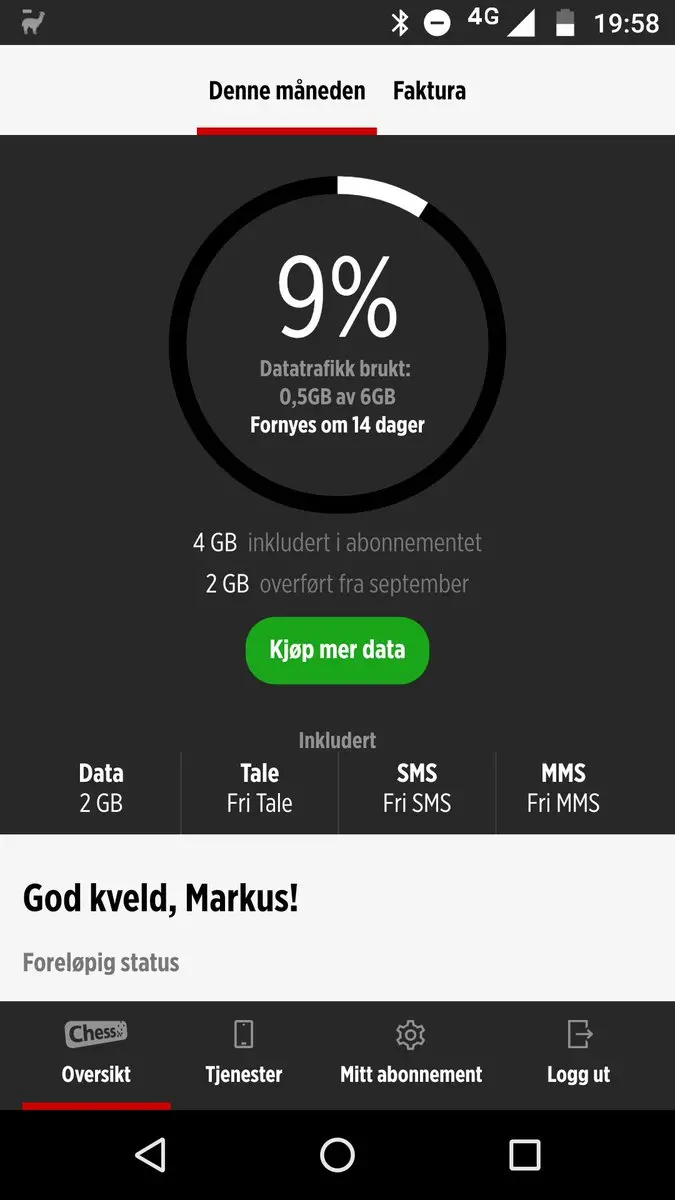 4G 19:58
Denne måneden Faktura
9%
Datatrafikk brukt:
0,5GB av 6GB
Fornyes om 14 dager
4 GB inkludert i abonnementet
2 GB overført fra september
Kjøp mer data
Inkludert
Data Tale SMS MMS
2 GB Fri Tale Fri SMS Fri MMS
God kveld, Markus!
Foreløpig status
Chess
Oversikt Tjenester Mitt abonnement Logg ut